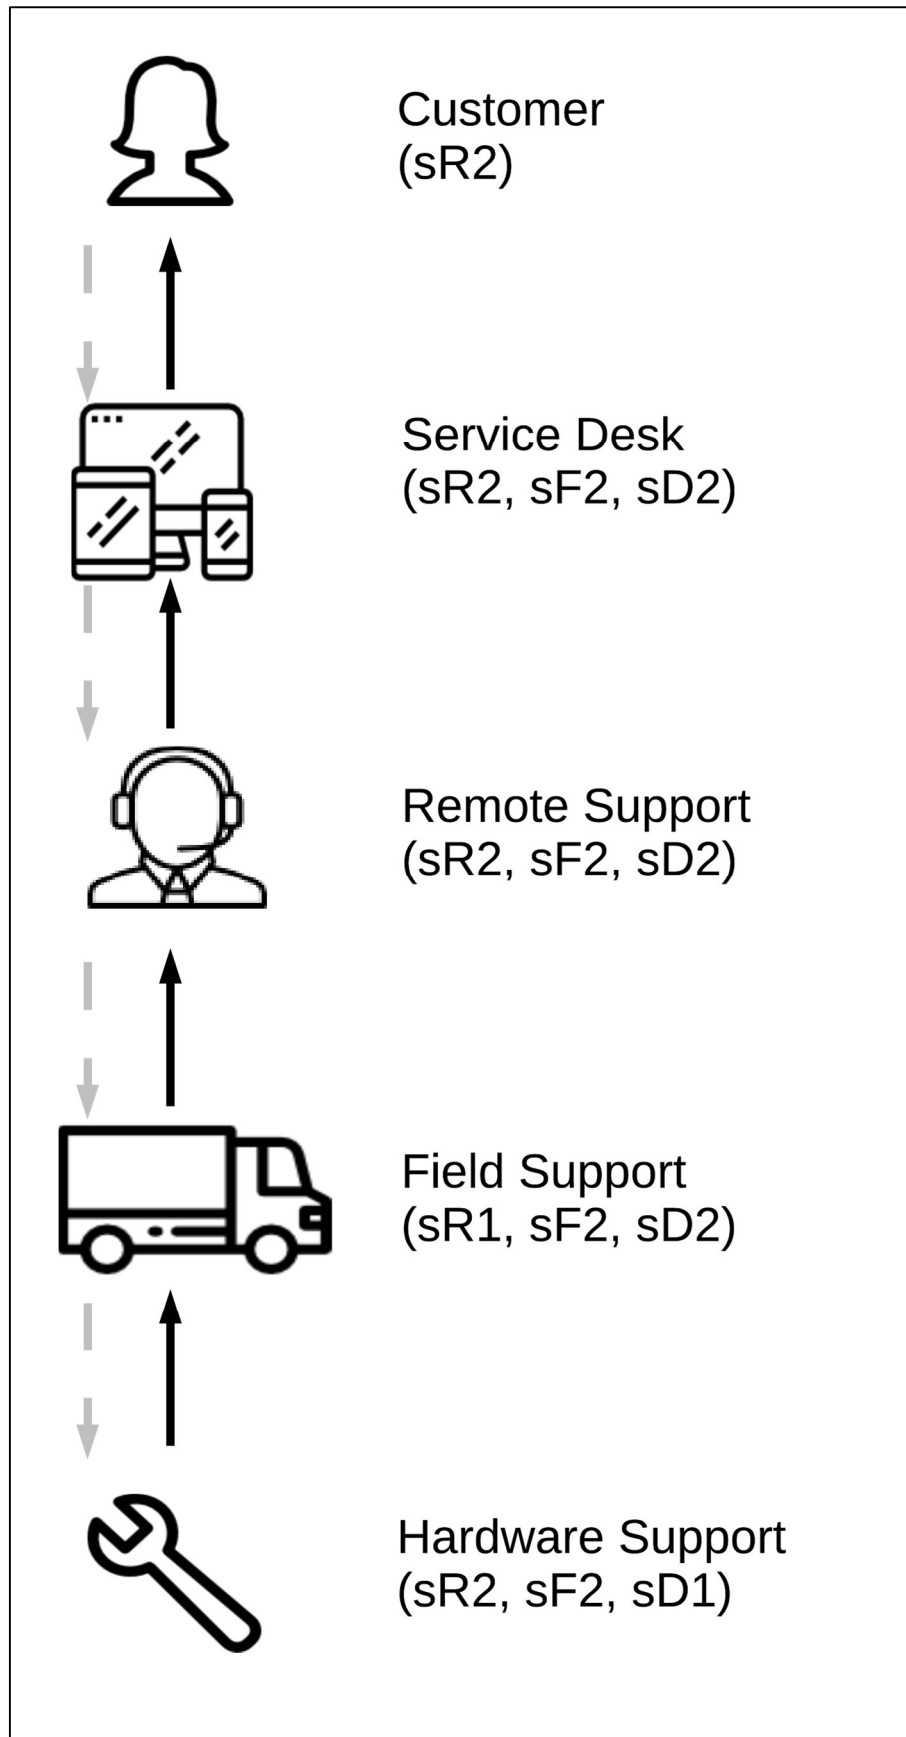 Customer
(sR2)
Service Desk
(sR2, sF2, sD2)
Remote Support
(sR2, sF2, sD2)
Field Support
(sR1, sF2, sD2)
Hardware Support
(sR2, sF2, sD1)